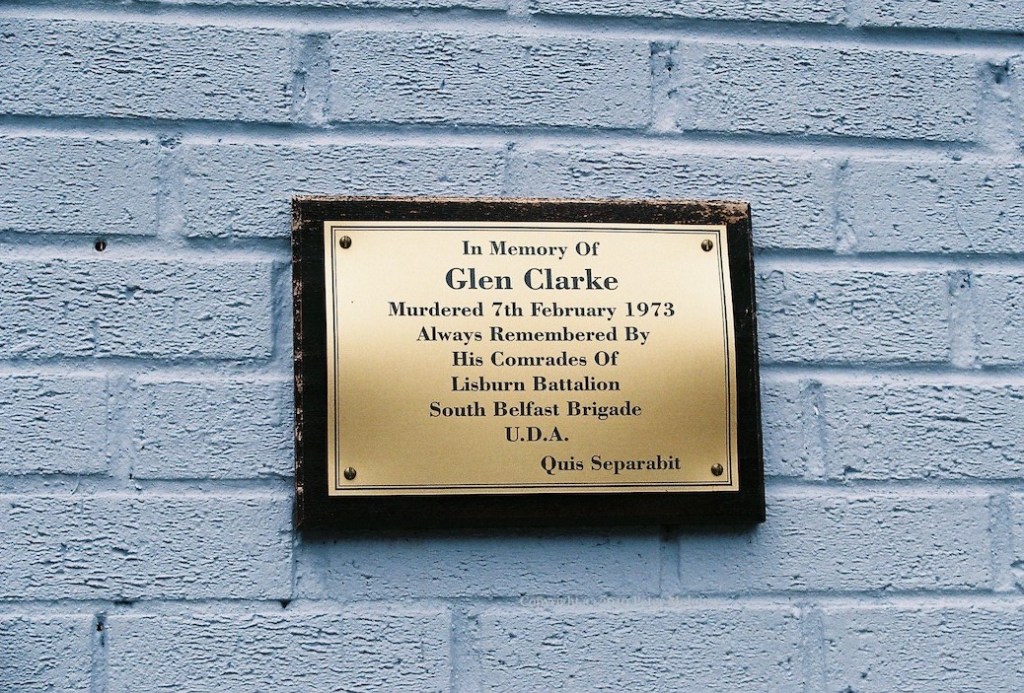 In Memory Of
Glen Clarke
Murdered 7th February 1973
Always Remembered By
His Comrades Of
Lisburn Battalion
South Belfast Brigade
U.D.A.
Quis Separabit